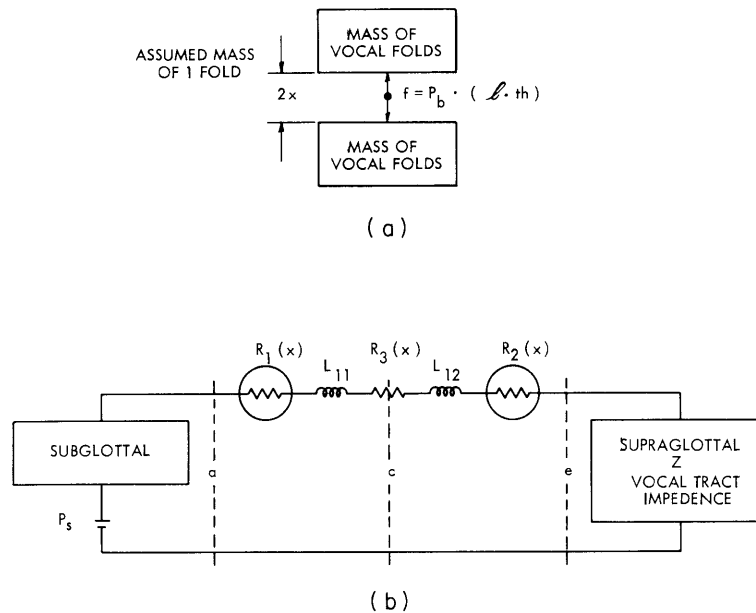 (a)
MASS OF
VOCAL FOLDS
ASSUMED MASS
OF 1 FOLD
2x
f = P_b · ( ℓ · th)
MASS OF
VOCAL FOLDS
(a)
R_1 (x)
L_11
R_3 (x)
L_12
R_2 (x)
SUBGLOTTAL
a
c
e
SUPRAGLOTTAL
Z
VOCAL TRACT
IMPEDENCE
P_s
(b)